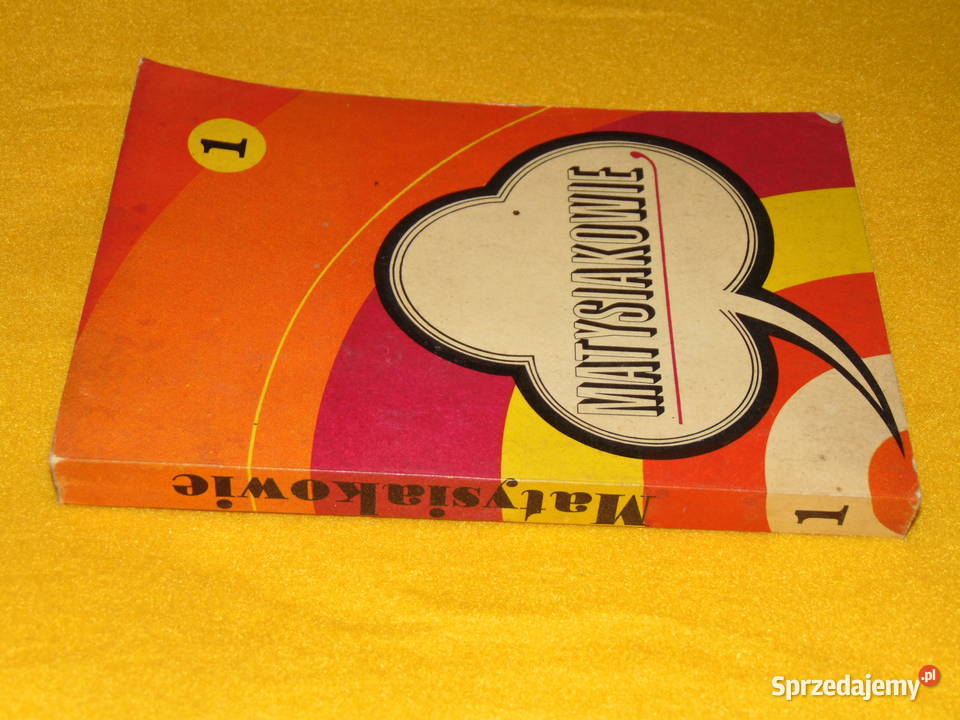 1
MATYSIAKOWIE
Matysiakowie
1
Sprzedajemy.pl